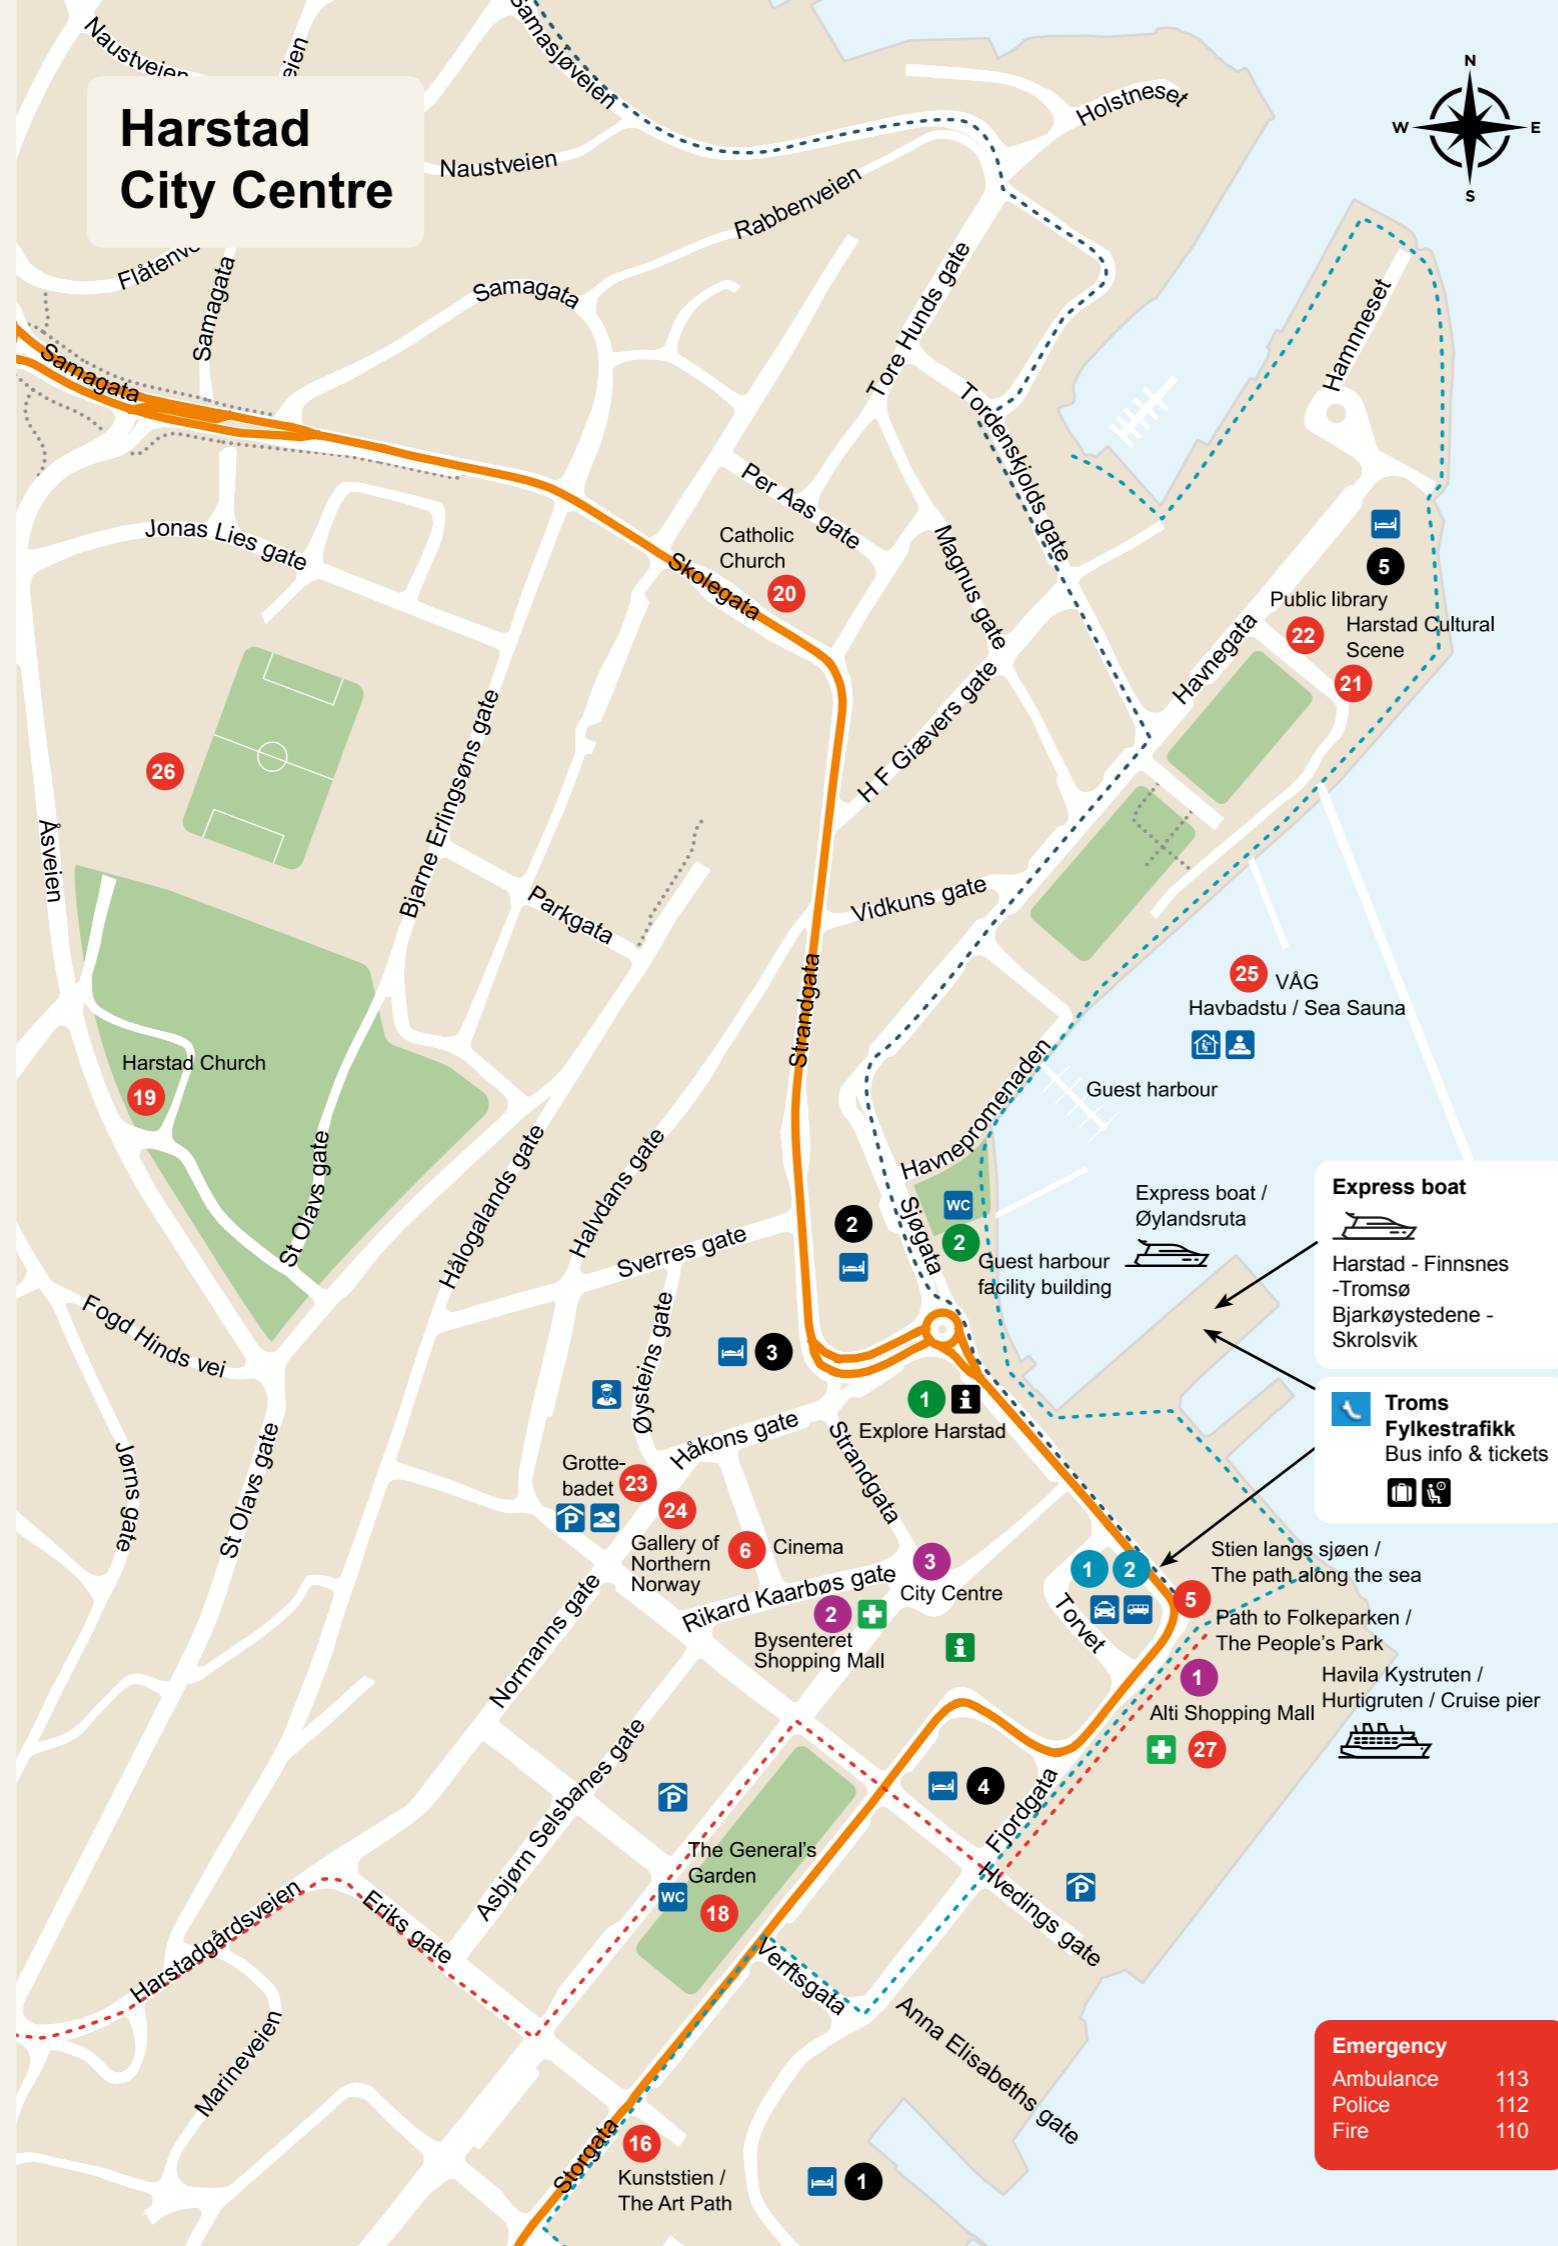 Harstad
City Centre
Naustveien
eien
Samasjøveien
Holstneset
N
W
E
S
Naustveien
Rabbenveien
Flåtenve
Samagata
Samagata
Samagata
Tore Hunds gate
Hamnneset
Tordenskjolds gate
Jonas Lies gate
Per Aas gate
Catholic
Church
20
Skolegata
Magnus gate
5
Public library
22
Harstad Cultural
Scene
21
Havnegata
H F Giævers gate
26
Bjarne Erlingsøns gate
Åsveien
Parkgata
Vidkuns gate
Strandgata
25
VÅG
Havbadstu / Sea Sauna
Harstad Church
19
Havnepromenaden
Guest harbour
St Olavs gate
Hålogalands gate
Halvdans gate
Sverres gate
2
Sjøgata
WC
2
Guest harbour
facility building
Express boat /
Øylandsruta
Express boat
Harstad - Finnsnes
-Tromsø
Bjarkøystedene -
Skrolsvik
Fogd Hinds vei
3
Øysteins gate
1
i
Explore Harstad
Troms
Fylkestrafikk
Bus info & tickets
Håkons gate
Strandgata
Jørns gate
St Olavs gate
Grotte-
badet
23
P
24
Gallery of
Northern
Norway
6
Cinema
3
City Centre
Rikard Kaarbøs gate
2
Bysenteret
Shopping Mall
i
1
2
Torvet
Stien langs sjøen /
The path along the sea
5
Path to Folkeparken /
The People's Park
1
Alti Shopping Mall
27
Havila Kystruten /
Hurtigruten / Cruise pier
Normanns gate
Asbjørn Selsbanes gate
P
4
Fjordgata
The General's
Garden
WC
18
P
Hvedings gate
Harstadgårdsveien
Eriks gate
Verftsgata
Anna Elisabeths gate
Marineveien
Storgata
16
Kunststien /
The Art Path
1
Emergency
Ambulance 113
Police 112
Fire 110